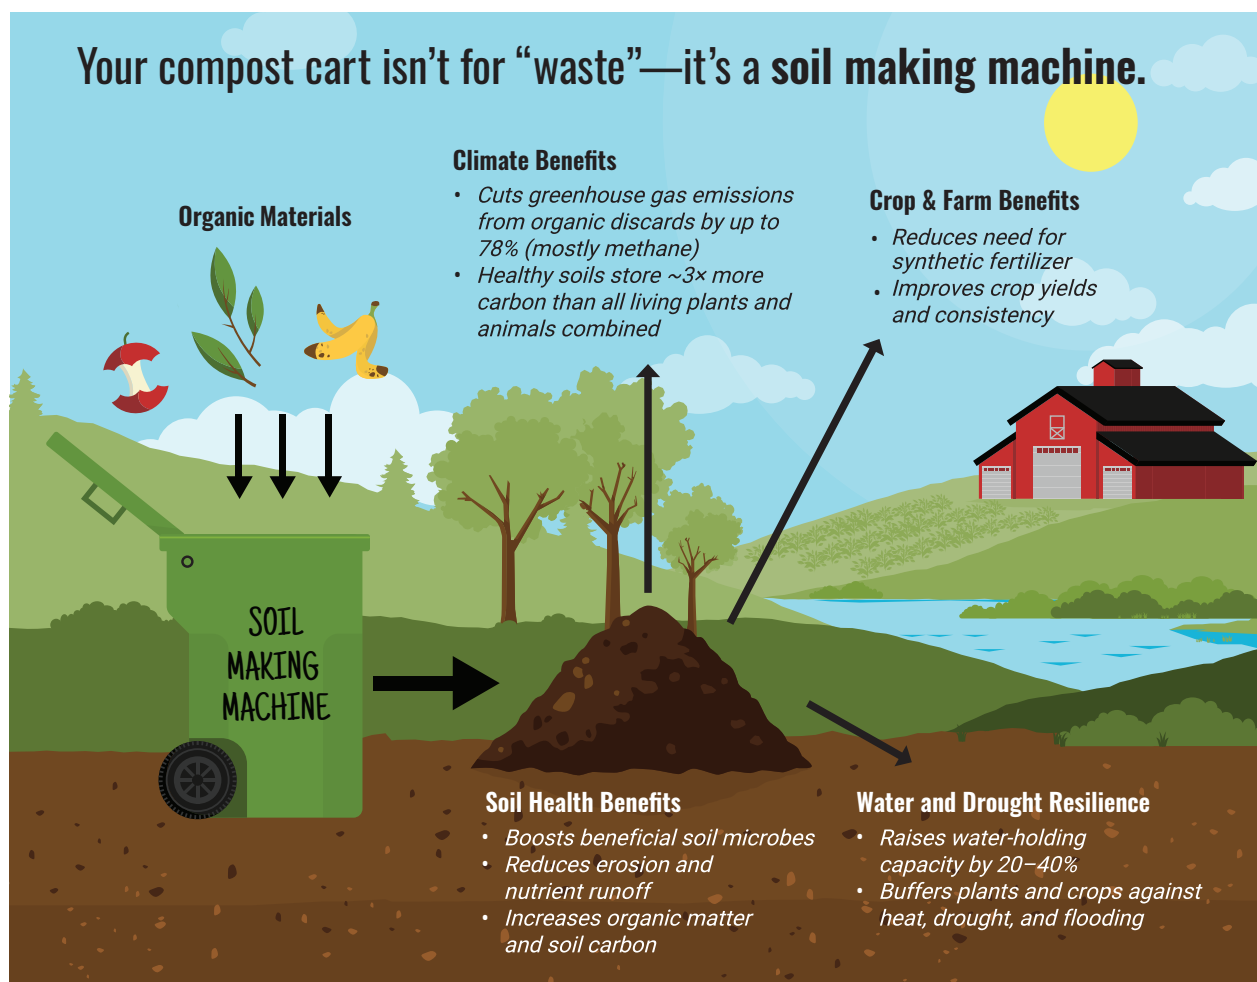 Your compost cart isn't for “waste”—it's a soil making machine.
Climate Benefits
• Cuts greenhouse gas emissions
from organic discards by up to
78% (mostly methane)
• Healthy soils store ~3× more
carbon than all living plants and
animals combined
Crop & Farm Benefits
• Reduces need for
synthetic fertilizer
• Improves crop yields
and consistency
Organic Materials
SOIL
MAKING
MACHINE
Soil Health Benefits
• Boosts beneficial soil microbes
• Reduces erosion and
nutrient runoff
• Increases organic matter
and soil carbon
Water and Drought Resilience
• Raises water-holding
capacity by 20–40%
• Buffers plants and crops against
heat, drought, and flooding